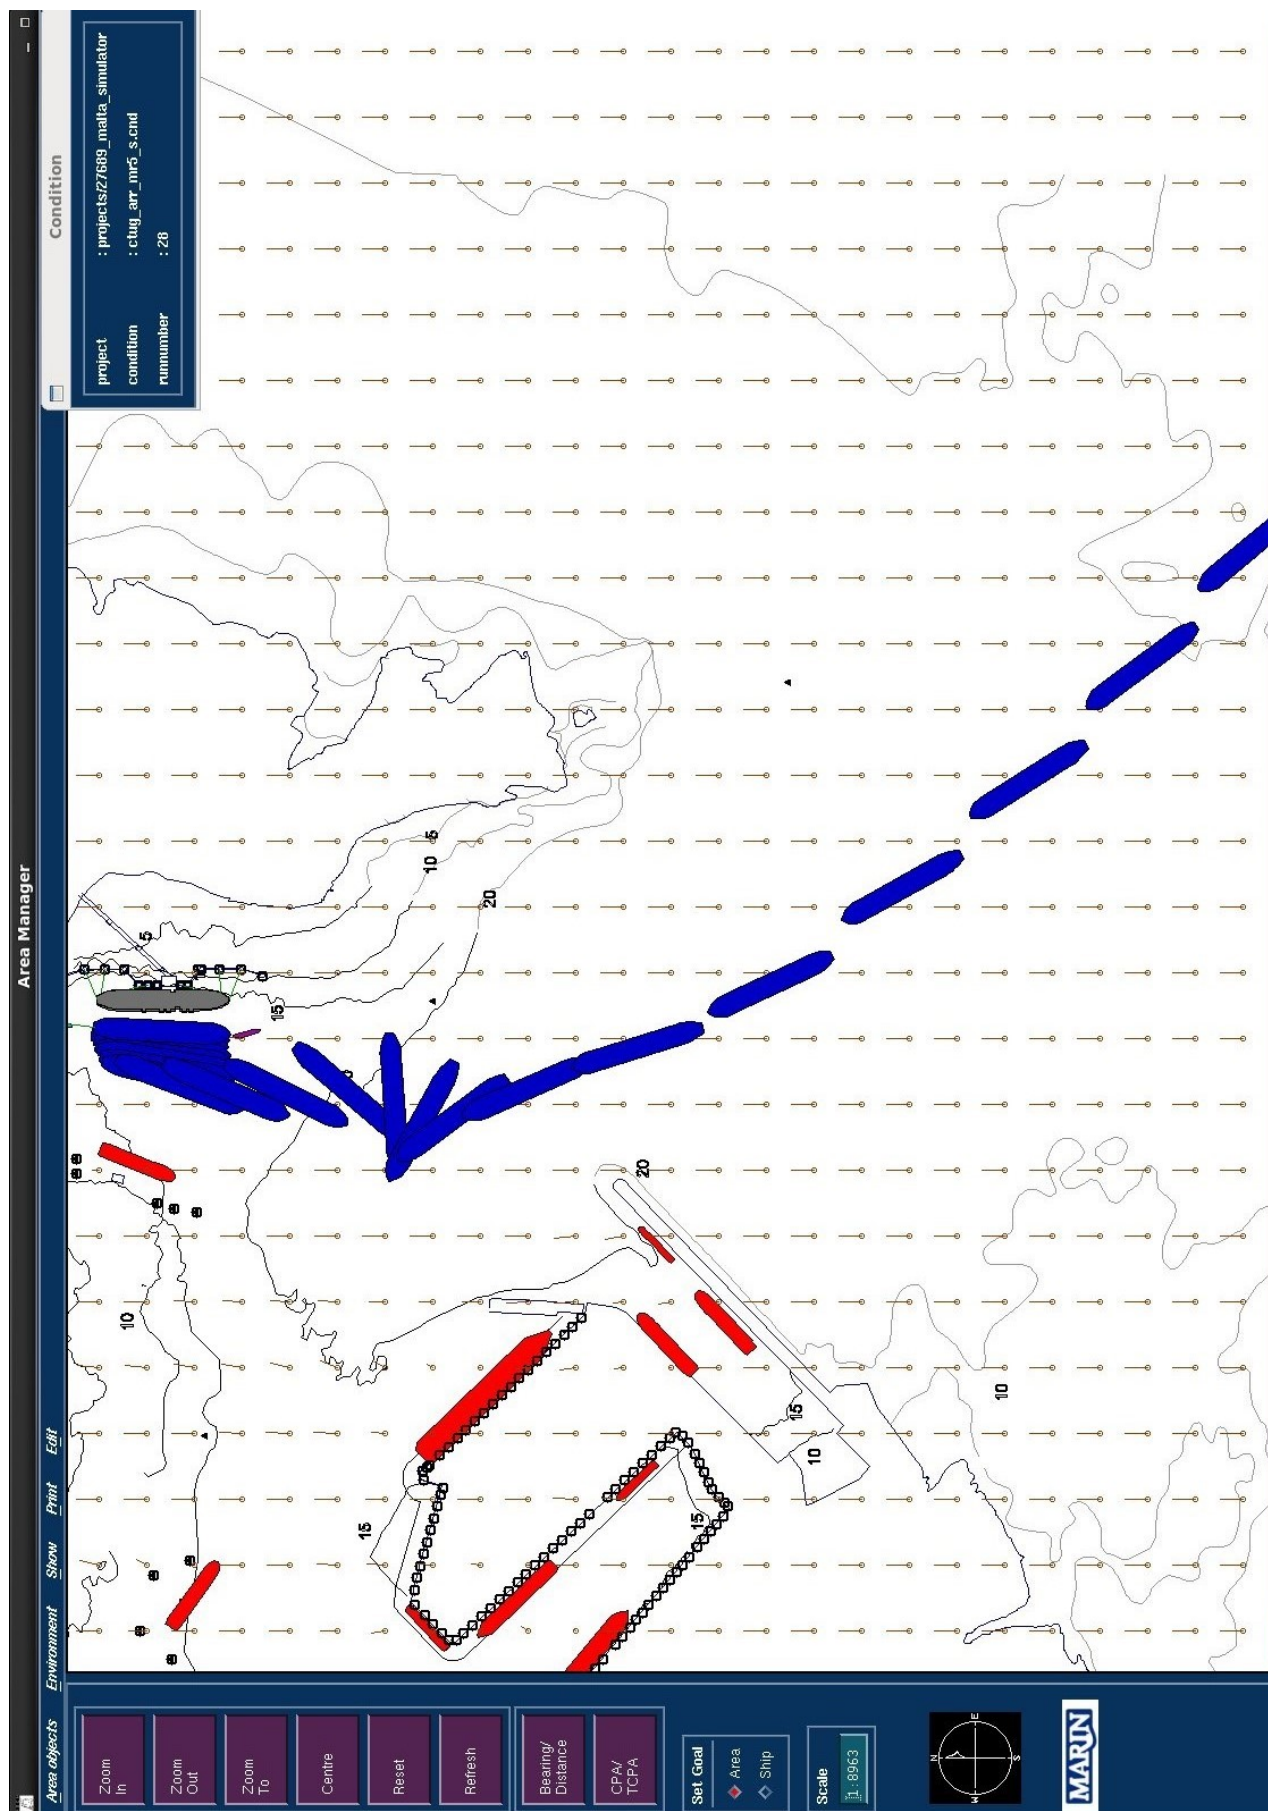 Area Manager
Area objects Environment Show Print Edit
Condition
project : projects/27689_malta_simulator
condition : ctug_arr_mr5_s.cnd
runnumber : 28
Zoom
In
Zoom
Out
Zoom
To
Centre
Reset
Refresh
Bearing/
Distance
CPA/
TCPA
Set Goal
Area
Ship
Scale
1:8963
N
W
E
S
MARIN
5
15
5
10
20
10
20
15
15
10
15
10